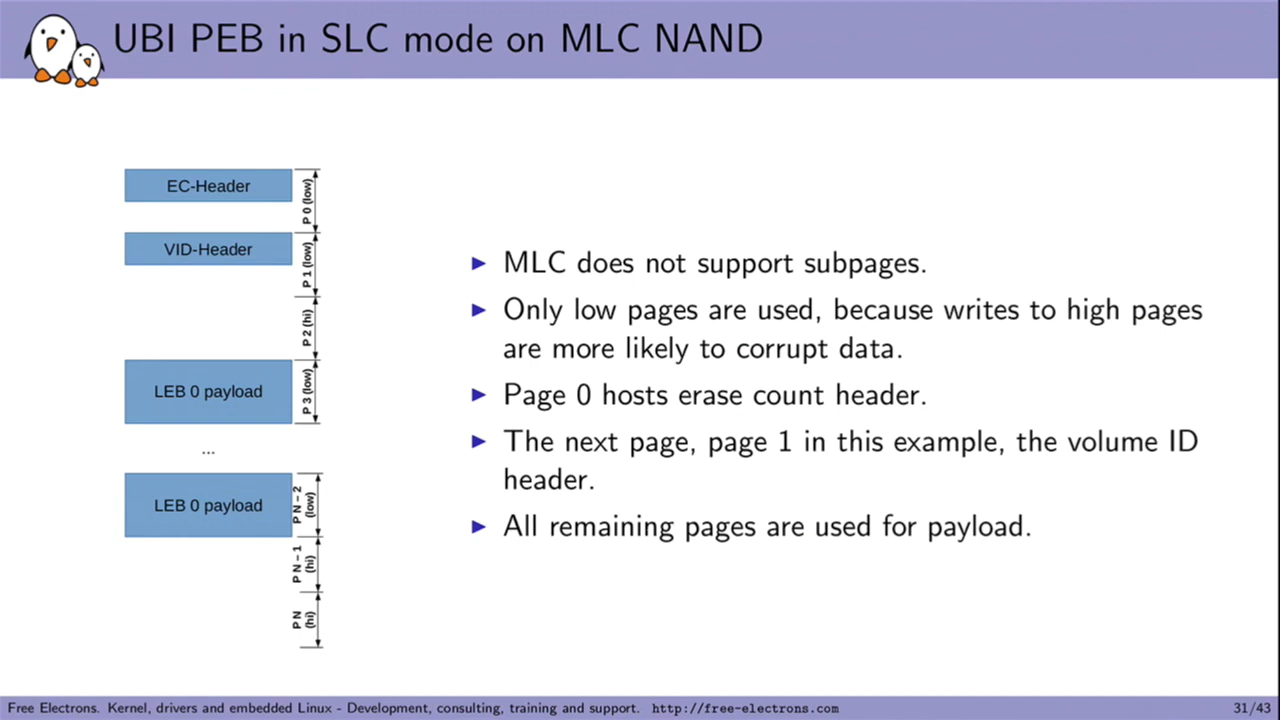 UBI PEB in SLC mode on MLC NAND
EC-Header
P 0 (low)
VID-Header
P 1 (low)
P 2 (hi)
LEB 0 payload
P 3 (low)
...
LEB 0 payload
P N – 2
(low)
P N – 1
(hi)
P N
(hi)
MLC does not support subpages.
Only low pages are used, because writes to high pages
are more likely to corrupt data.
Page 0 hosts erase count header.
The next page, page 1 in this example, the volume ID
header.
All remaining pages are used for payload.
Free Electrons. Kernel, drivers and embedded Linux - Development, consulting, training and support. http://free-electrons.com 31/43